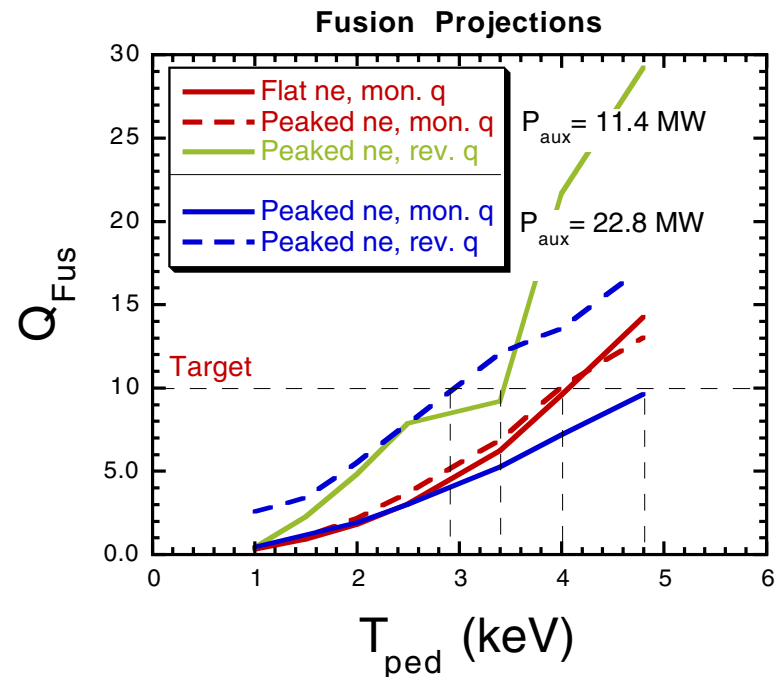 Fusion Projections
30
25
20
15
10
5.0
0.0
Q_Fus
Flat ne, mon. q
Peaked ne, mon. q
Peaked ne, rev. q
P_aux= 11.4 MW
Peaked ne, mon. q
Peaked ne, rev. q
P_aux= 22.8 MW
Target
0 1 2 3 4 5 6
T_ped (keV)